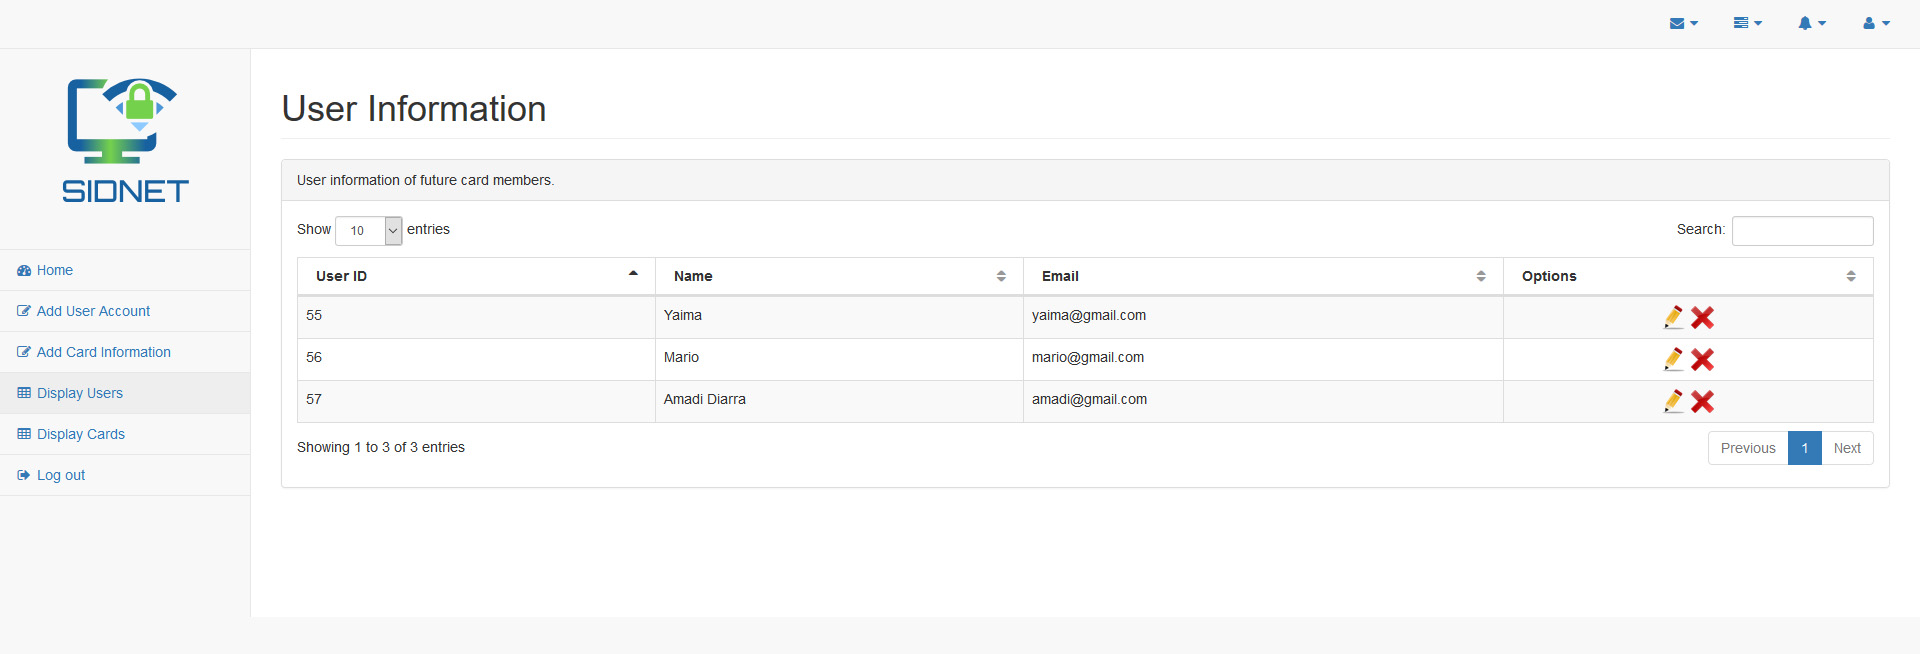 SIDNET
Home
Add User Account
Add Card Information
Display Users
Display Cards
Log out
User Information
User information of future card members.
Show 10 entries Search:
User ID Name Email Options
55 Yaima yaima@gmail.com
56 Mario mario@gmail.com
57 Amadi Diarra amadi@gmail.com
Showing 1 to 3 of 3 entries Previous 1 Next